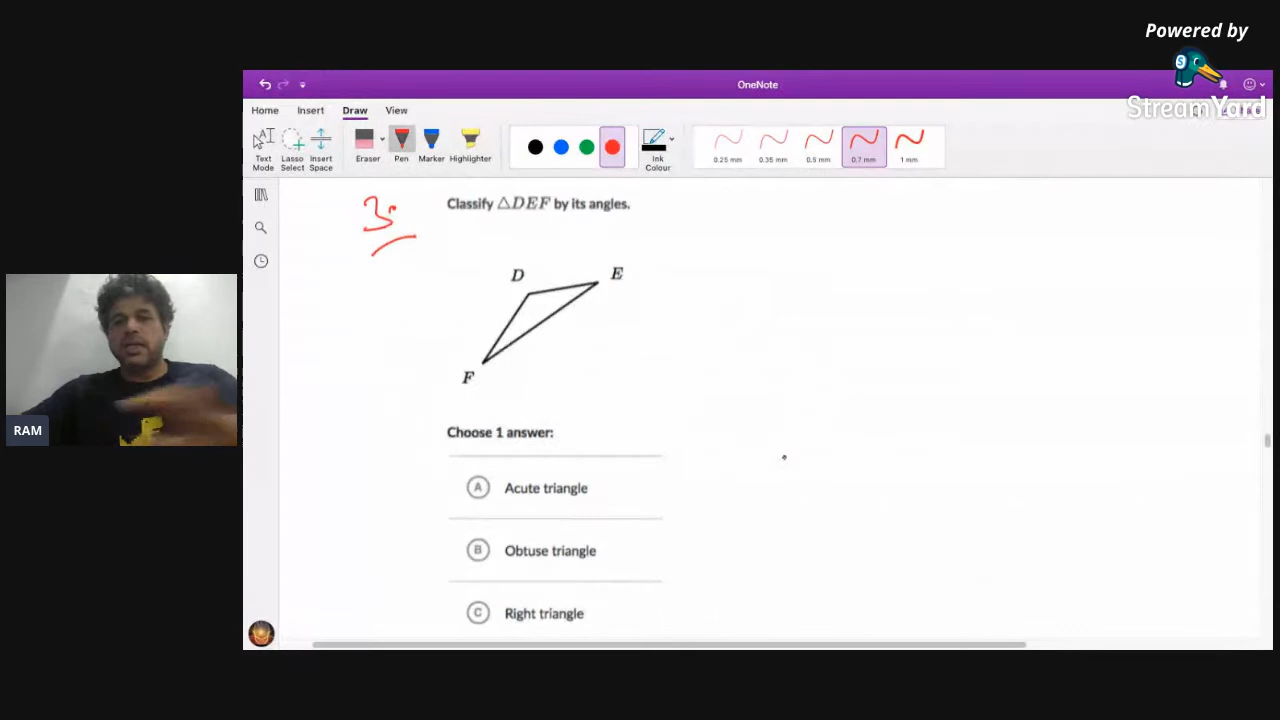 Powered by
StreamYard
OneNote
Home Insert Draw View
Text Mode
Lasso Select
Insert Space
Eraser
Pen
Marker
Highlighter
Ink Colour
0.25 mm
0.35 mm
0.5 mm
0.7 mm
1 mm
3.
Classify △DEF by its angles.
D
E
F
Choose 1 answer:
A Acute triangle
B Obtuse triangle
C Right triangle
RAM